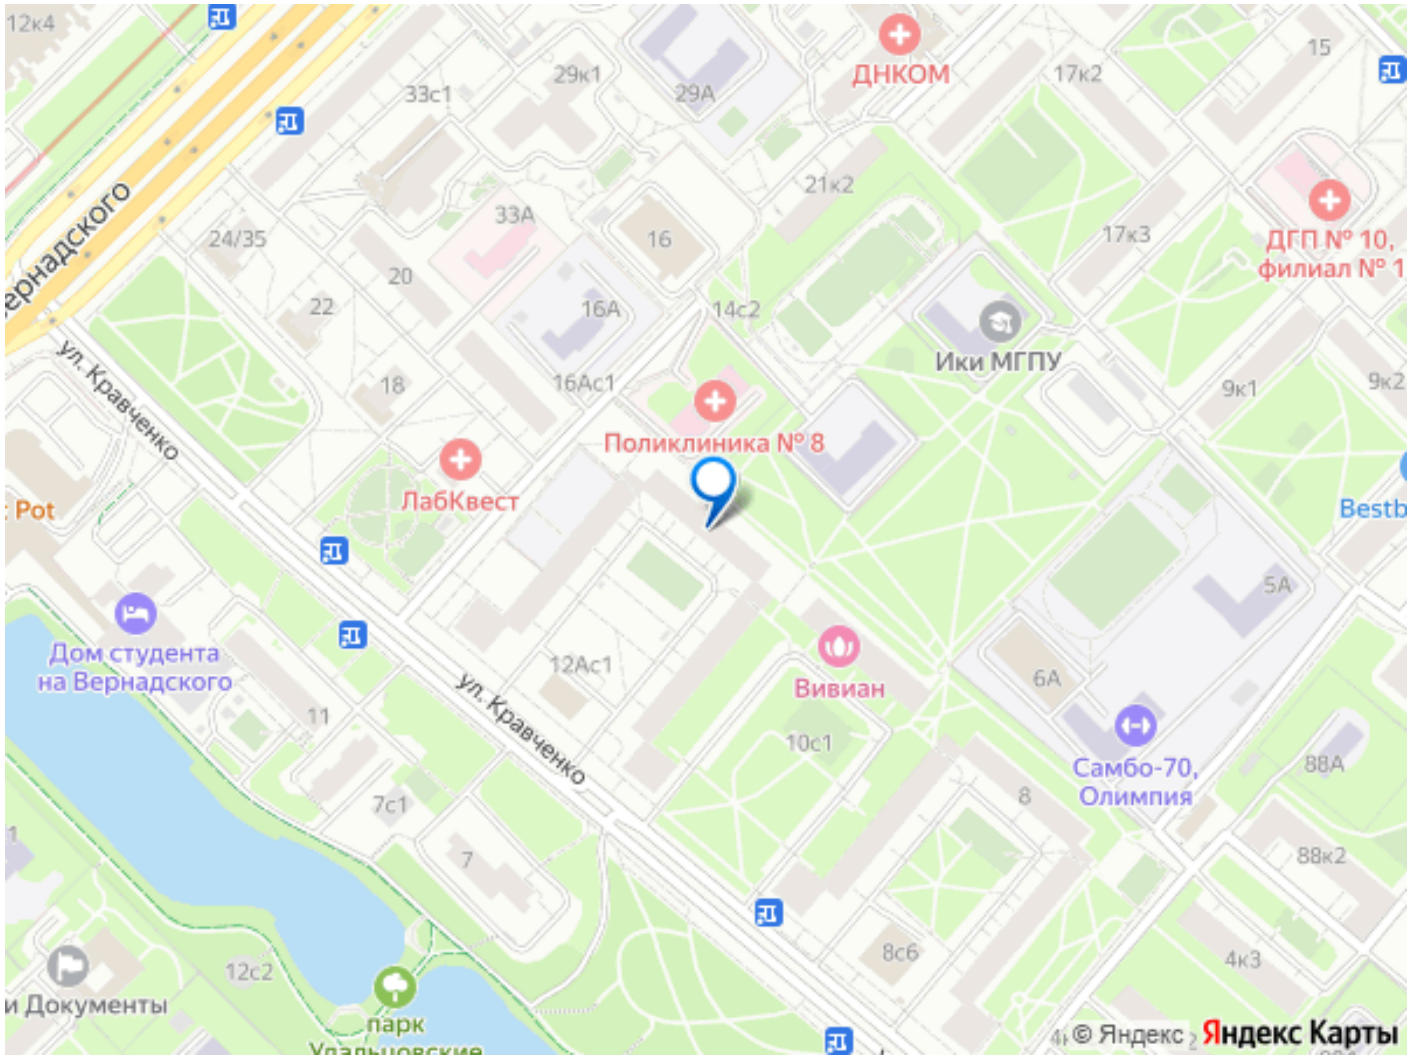 12к4
ДНКОМ
15
29к1
17к2
33с1
29А
21к2
Вернадского
33А
24/35
16
17к3
ДГП № 10,
филиал № 1
20
22
16А
14с2
Ики МГПУ
ул. Кравченко
18
16Ас1
9к1
9к2
Поликлиника № 8
ЛабКвест
Pot
Bestb
5А
Дом студента
на Вернадского
12Ас1
6А
Вивиан
ул. Кравченко
11
10с1
Самбо-70,
Олимпия
88А
7с1
8
7
88к2
8с6
4к3
12с2
и Документы
парк
Удальцовские
© Яндекс
Яндекс Карты